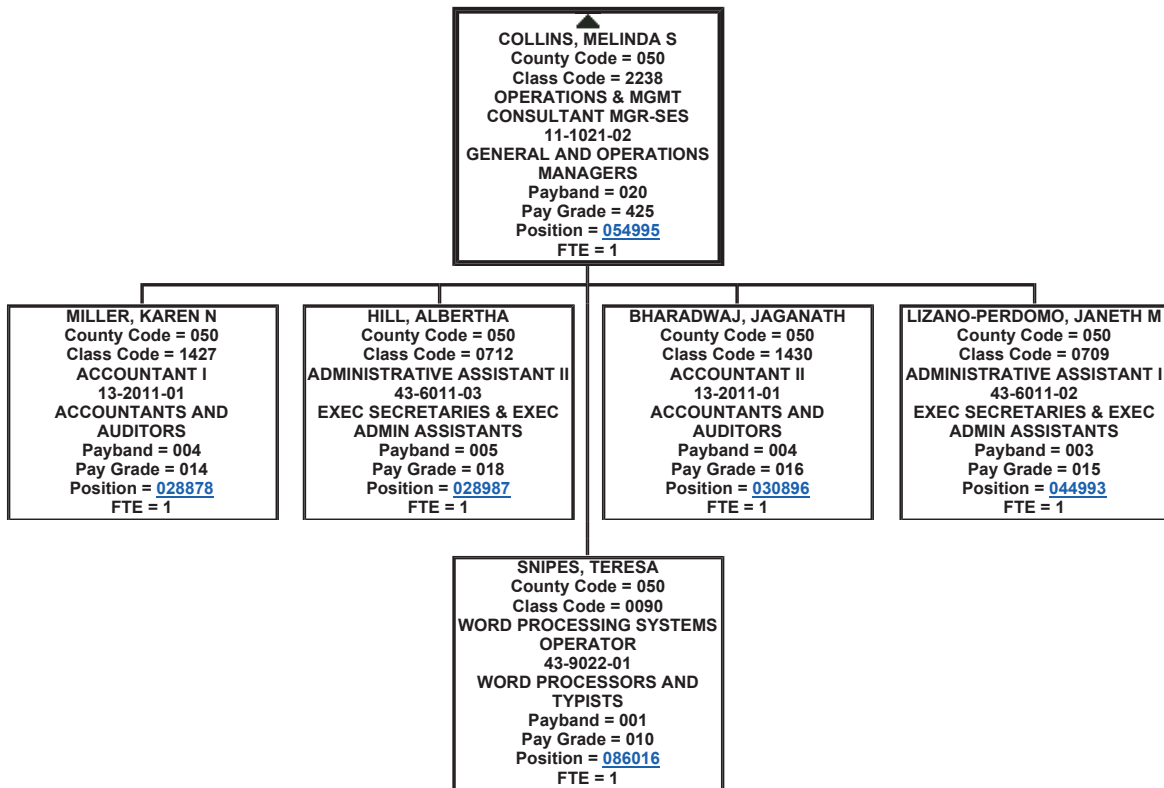 COLLINS, MELINDA S
County Code = 050
Class Code = 2238
OPERATIONS & MGMT
CONSULTANT MGR-SES
11-1021-02
GENERAL AND OPERATIONS
MANAGERS
Payband = 020
Pay Grade = 425
Position = 054995
FTE = 1
MILLER, KAREN N
County Code = 050
Class Code = 1427
ACCOUNTANT I
13-2011-01
ACCOUNTANTS AND
AUDITORS
Payband = 004
Pay Grade = 014
Position = 028878
FTE = 1
HILL, ALBERTHA
County Code = 050
Class Code = 0712
ADMINISTRATIVE ASSISTANT II
43-6011-03
EXEC SECRETARIES & EXEC
ADMIN ASSISTANTS
Payband = 005
Pay Grade = 018
Position = 028987
FTE = 1
BHARADWAJ, JAGANATH
County Code = 050
Class Code = 1430
ACCOUNTANT II
13-2011-01
ACCOUNTANTS AND
AUDITORS
Payband = 004
Pay Grade = 016
Position = 030896
FTE = 1
LIZANO-PERDOMO, JANETH M
County Code = 050
Class Code = 0709
ADMINISTRATIVE ASSISTANT I
43-6011-02
EXEC SECRETARIES & EXEC
ADMIN ASSISTANTS
Payband = 003
Pay Grade = 015
Position = 044993
FTE = 1
SNIPES, TERESA
County Code = 050
Class Code = 0090
WORD PROCESSING SYSTEMS
OPERATOR
43-9022-01
WORD PROCESSORS AND
TYPISTS
Payband = 001
Pay Grade = 010
Position = 086016
FTE = 1